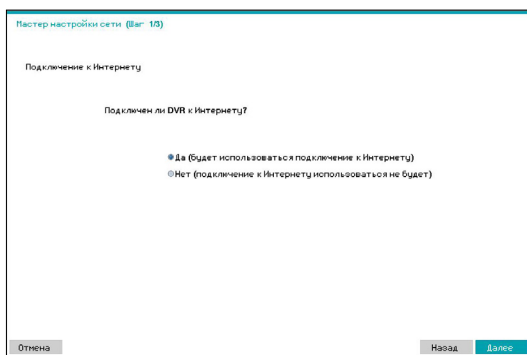 Мастер настройки сети (Шаг 1/3)
Подключение к Интернету
Подключен ли DVR к Интернету?
Да (будет использоваться подключение к Интернету)
Нет (подключение к Интернету использоваться не будет)
Отмена
Назад
Далее